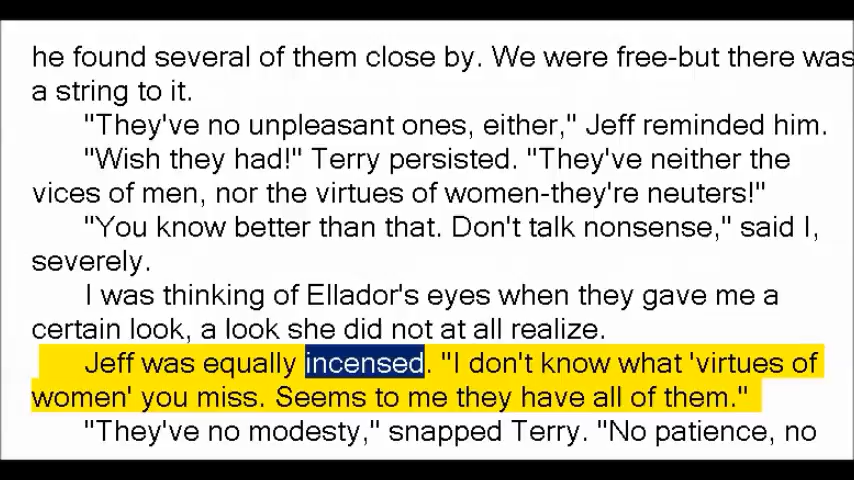 he found several of them close by. We were free-but there was
a string to it.
"They've no unpleasant ones, either," Jeff reminded him.
"Wish they had!" Terry persisted. "They've neither the
vices of men, nor the virtues of women-they're neuters!"
"You know better than that. Don't talk nonsense," said I,
severely.
I was thinking of Ellador's eyes when they gave me a
certain look, a look she did not at all realize.
Jeff was equally incensed. "I don't know what 'virtues of
women' you miss. Seems to me they have all of them."
"They've no modesty," snapped Terry. "No patience, no